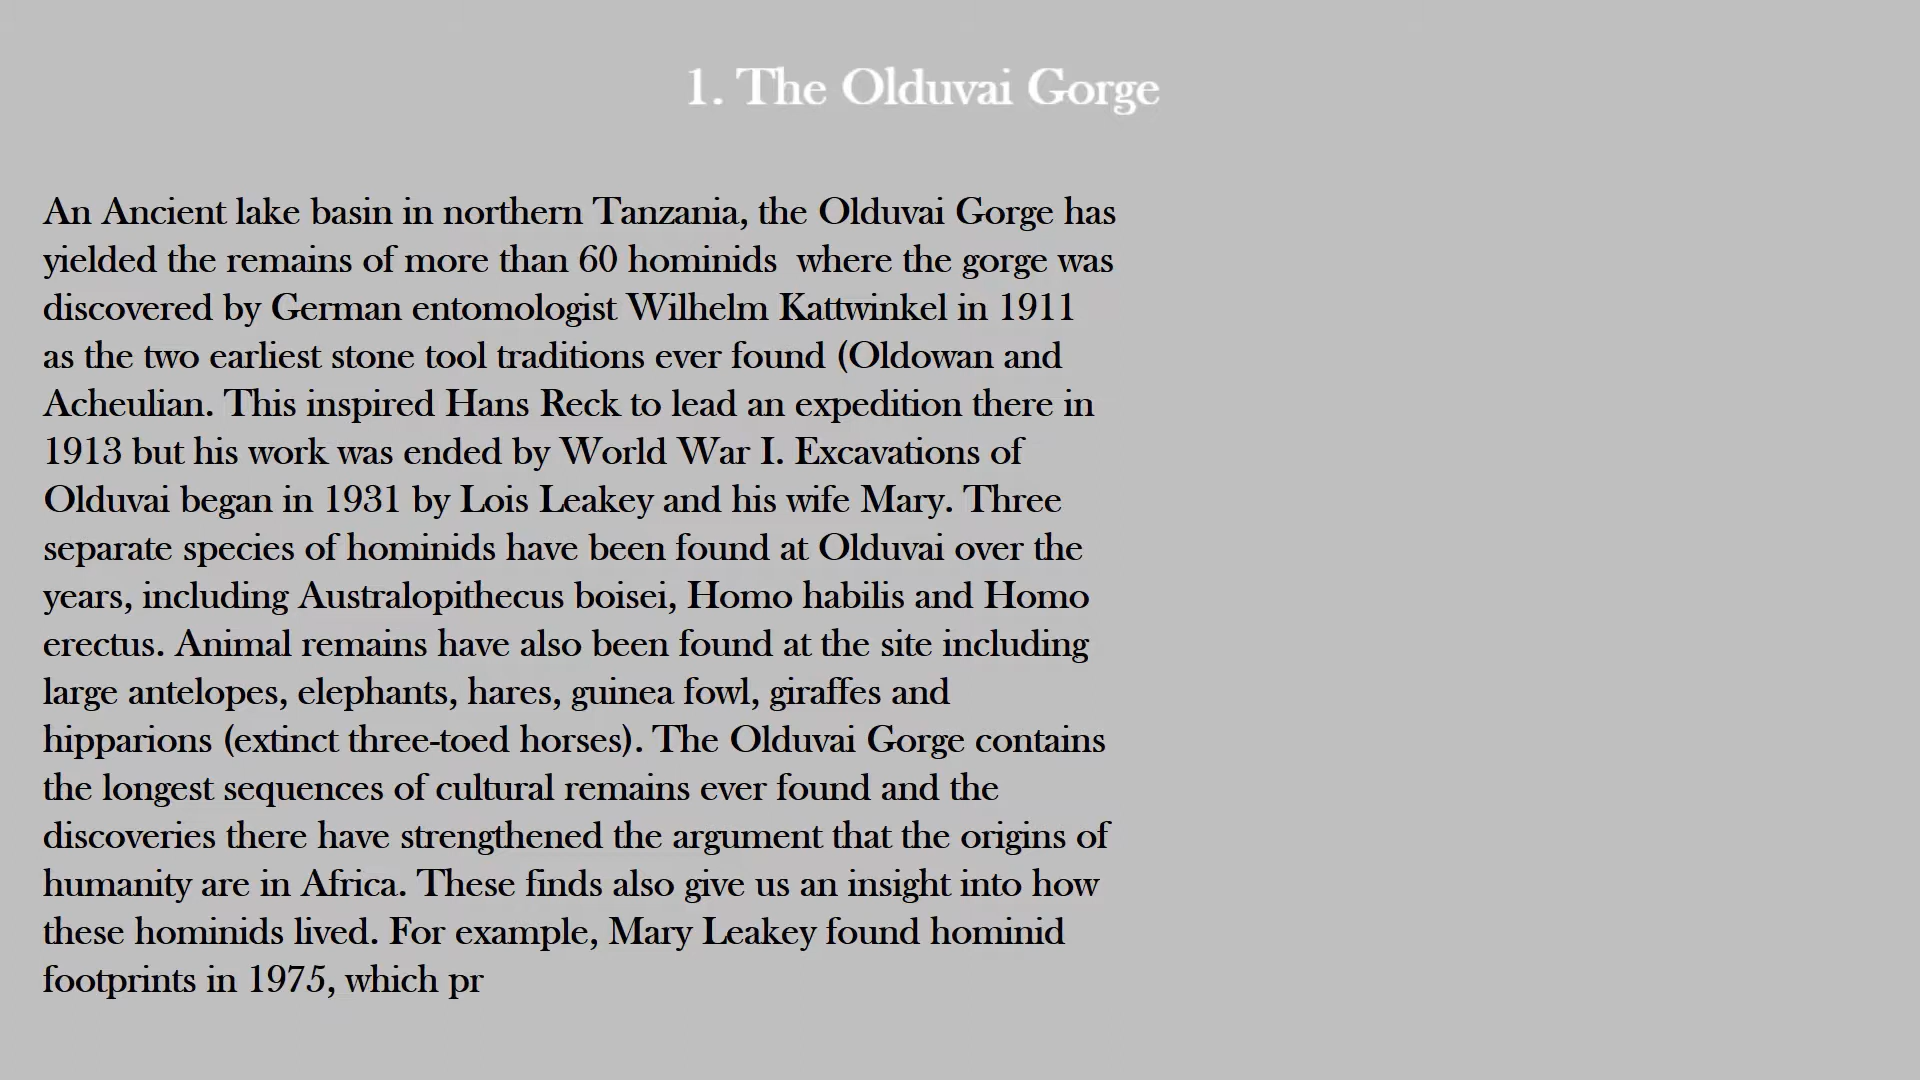 1. The Olduvai Gorge
An Ancient lake basin in northern Tanzania, the Olduvai Gorge has
yielded the remains of more than 60 hominids  where the gorge was
discovered by German entomologist Wilhelm Kattwinkel in 1911
as the two earliest stone tool traditions ever found (Oldowan and
Acheulian. This inspired Hans Reck to lead an expedition there in
1913 but his work was ended by World War I. Excavations of
Olduvai began in 1931 by Lois Leakey and his wife Mary. Three
separate species of hominids have been found at Olduvai over the
years, including Australopithecus boisei, Homo habilis and Homo
erectus. Animal remains have also been found at the site including
large antelopes, elephants, hares, guinea fowl, giraffes and
hipparions (extinct three-toed horses). The Olduvai Gorge contains
the longest sequences of cultural remains ever found and the
discoveries there have strengthened the argument that the origins of
humanity are in Africa. These finds also give us an insight into how
these hominids lived. For example, Mary Leakey found hominid
footprints in 1975, which pr